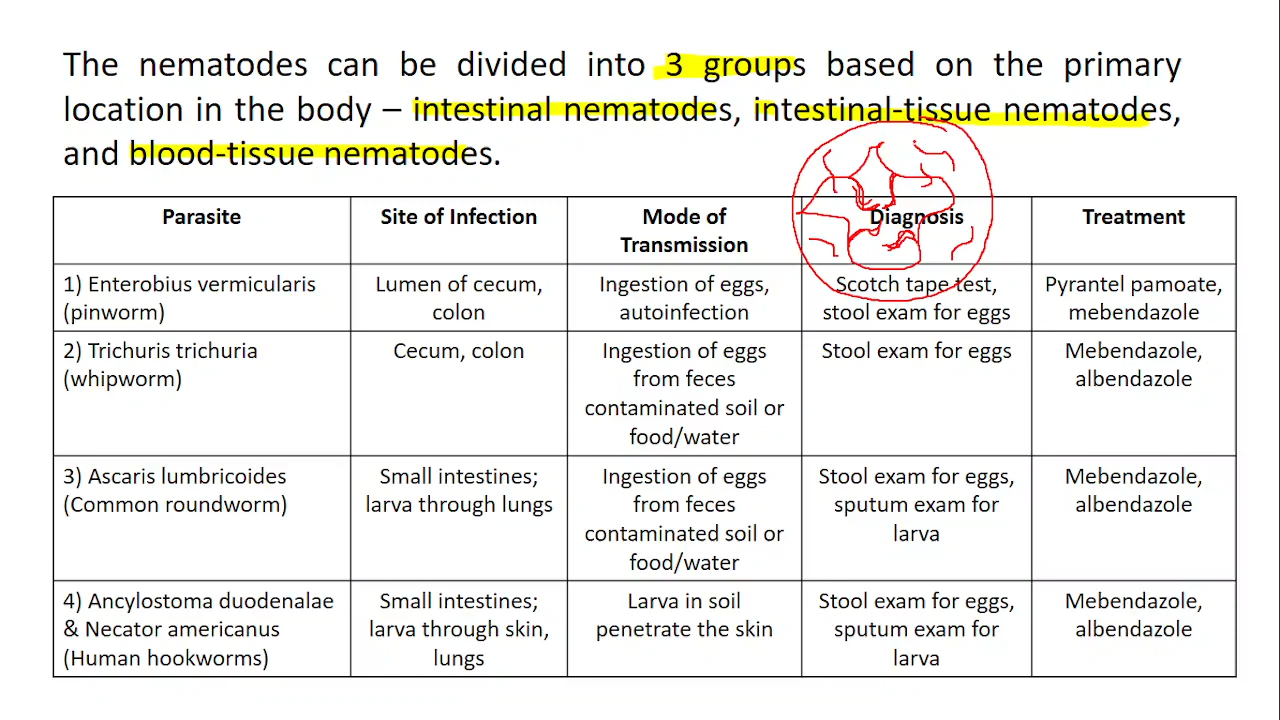 The nematodes can be divided into 3 groups based on the primary
location in the body – intestinal nematodes, intestinal-tissue nematodes,
and blood-tissue nematodes.
Parasite
Site of Infection
Mode of
Transmission
Diagnosis
Treatment
1) Enterobius vermicularis
(pinworm)
Lumen of cecum,
colon
Ingestion of eggs,
autoinfection
Scotch tape test,
stool exam for eggs
Pyrantel pamoate,
mebendazole
2) Trichuris trichuria
(whipworm)
Cecum, colon
Ingestion of eggs
from feces
contaminated soil or
food/water
Stool exam for eggs
Mebendazole,
albendazole
3) Ascaris lumbricoides
(Common roundworm)
Small intestines;
larva through lungs
Ingestion of eggs
from feces
contaminated soil or
food/water
Stool exam for eggs,
sputum exam for
larva
Mebendazole,
albendazole
4) Ancylostoma duodenalae
& Necator americanus
(Human hookworms)
Small intestines;
larva through skin,
lungs
Larva in soil
penetrate the skin
Stool exam for eggs,
sputum exam for
larva
Mebendazole,
albendazole